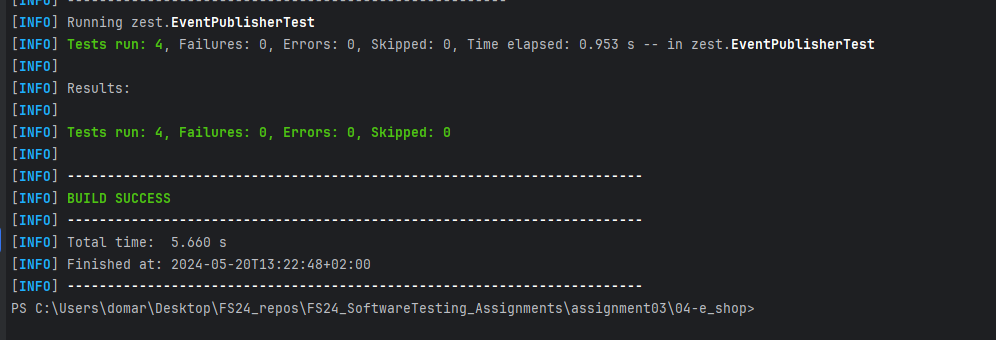 [INFO] -------------------------------------------------------
[INFO] Running zest.EventPublisherTest
[INFO] Tests run: 4, Failures: 0, Errors: 0, Skipped: 0, Time elapsed: 0.953 s -- in zest.EventPublisherTest
[INFO]
[INFO] Results:
[INFO]
[INFO] Tests run: 4, Failures: 0, Errors: 0, Skipped: 0
[INFO]
[INFO] ------------------------------------------------------------------------
[INFO] BUILD SUCCESS
[INFO] ------------------------------------------------------------------------
[INFO] Total time:  5.660 s
[INFO] Finished at: 2024-05-20T13:22:48+02:00
[INFO] ------------------------------------------------------------------------
PS C:\Users\domar\Desktop\FS24_repos\FS24_SoftwareTesting_Assignments\assignment03\04-e_shop>